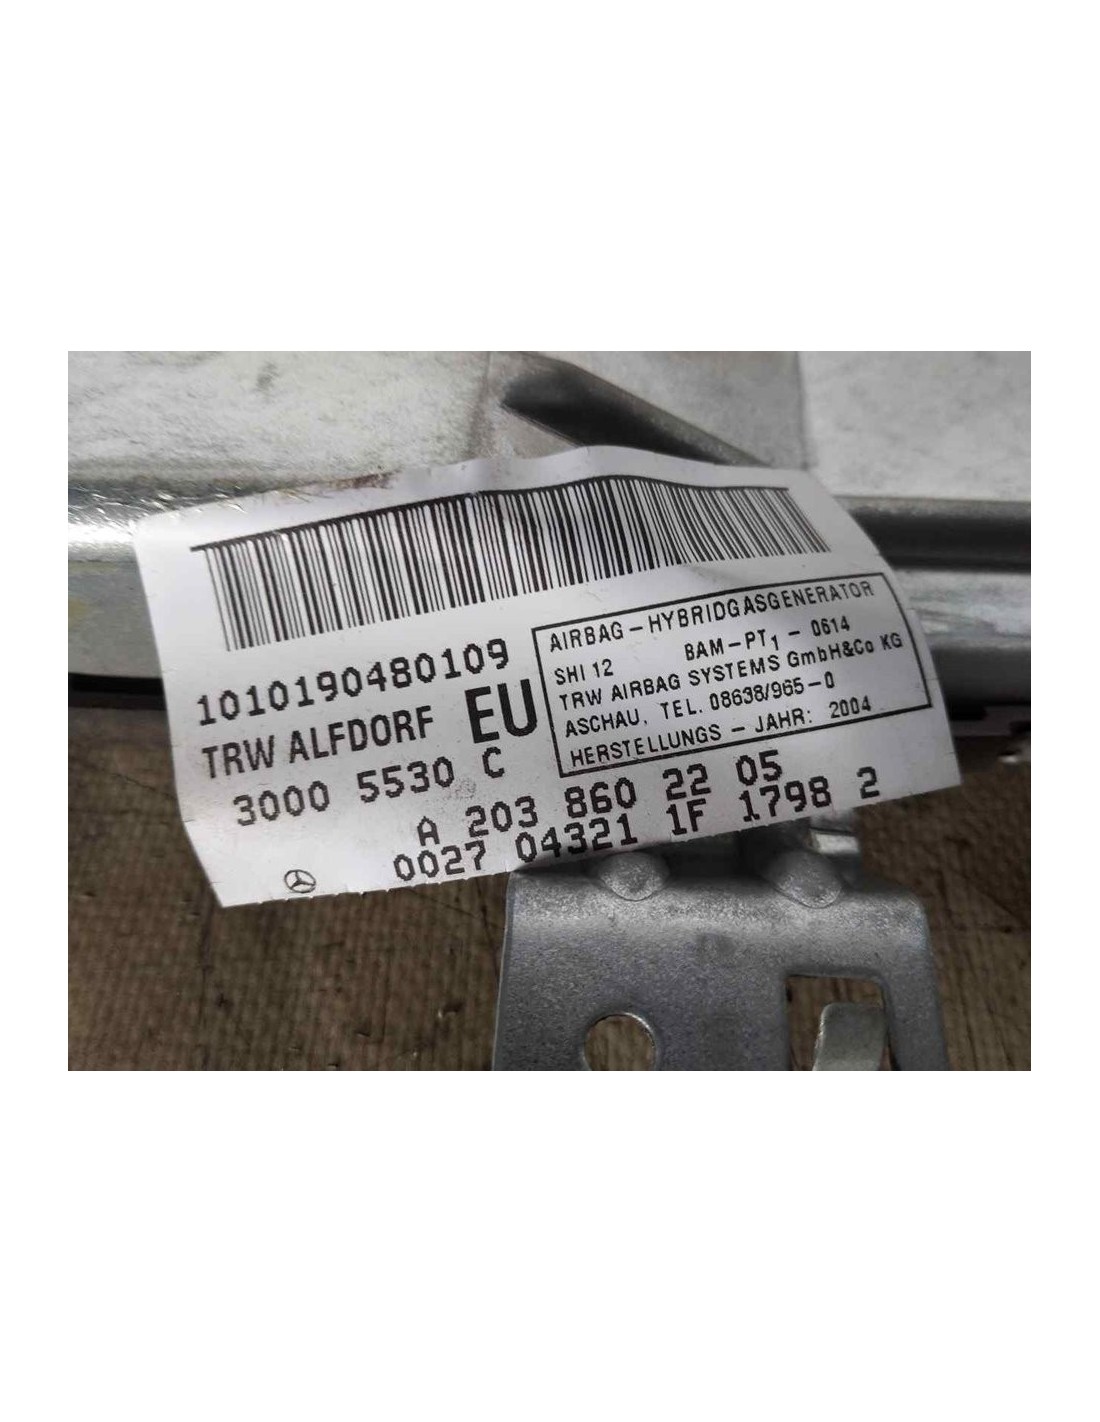 1010190480109
TRW ALFDORF EU
3000 5530 C
AIRBAG – HYBRIDGASGENERATOR
SHI 12 BAM–PT1 – 0614
TRW AIRBAG SYSTEMS GmbH&Co KG
ASCHAU, TEL. 08638/965–0
HERSTELLUNGS – JAHR: 2004
A 203 860 22 05
0027 04321 1F 1798 2